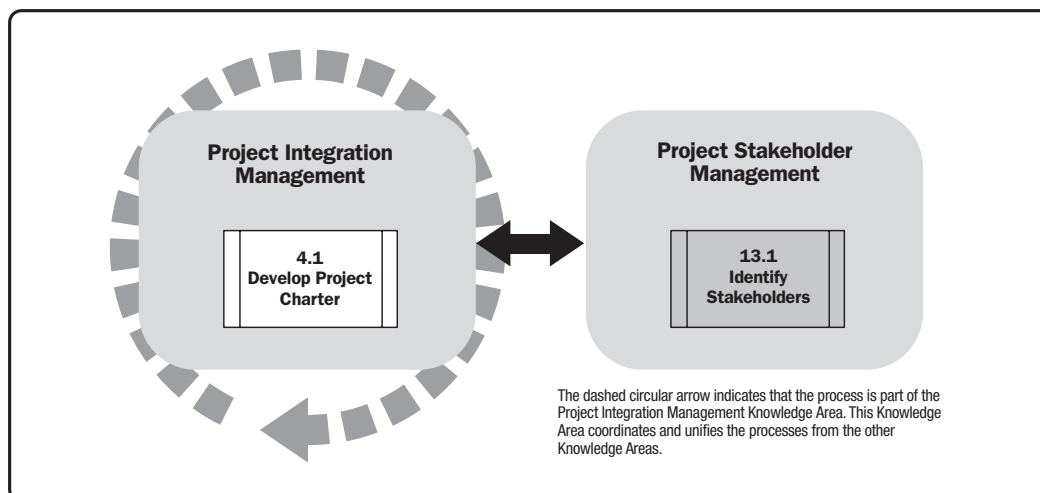 Project Integration
Management
4.1
Develop Project
Charter
Project Stakeholder
Management
13.1
Identify
Stakeholders
The dashed circular arrow indicates that the process is part of the
Project Integration Management Knowledge Area. This Knowledge
Area coordinates and unifies the processes from the other
Knowledge Areas.